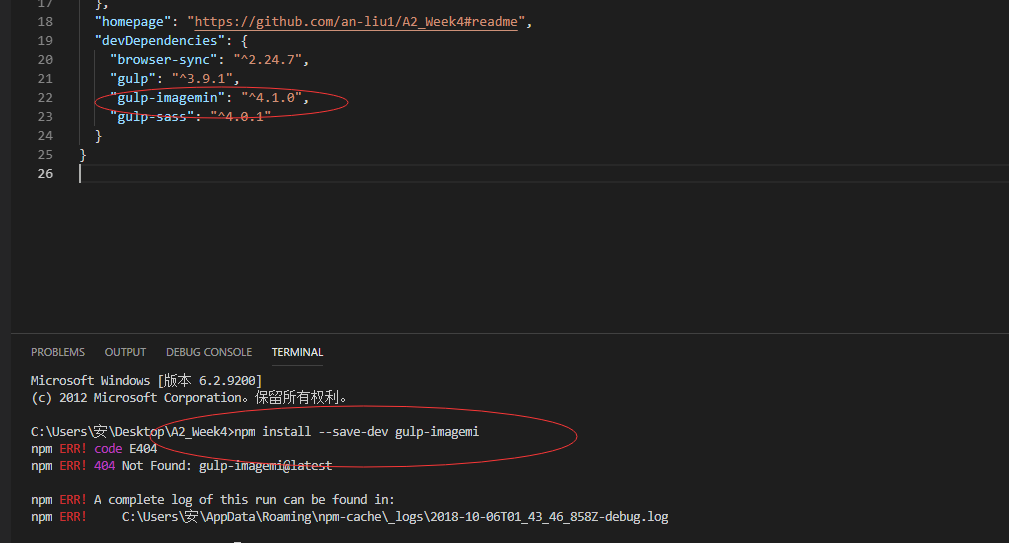 17 },
18 "homepage": "https://github.com/an-liu1/A2_Week4#readme",
19 "devDependencies": {
20 "browser-sync": "^2.24.7",
21 "gulp": "^3.9.1",
22 "gulp-imagemin": "^4.1.0",
23 "gulp-sass": "^4.0.1"
24 }
25 }
26
PROBLEMS OUTPUT DEBUG CONSOLE TERMINAL
Microsoft Windows [版本 6.2.9200]
(c) 2012 Microsoft Corporation。保留所有权利。
C:\Users\安\Desktop\A2_Week4>npm install --save-dev gulp-imagemi
npm ERR! code E404
npm ERR! 404 Not Found: gulp-imagemi@latest
npm ERR! A complete log of this run can be found in:
npm ERR! C:\Users\安\AppData\Roaming\npm-cache\_logs\2018-10-06T01_43_46_858Z-debug.log